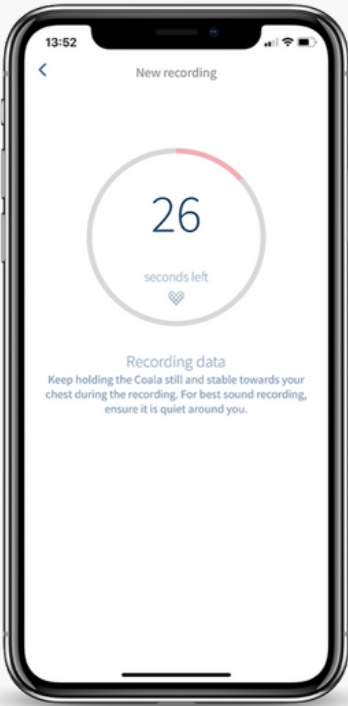 13:52
New recording
26
seconds left
Recording data
Keep holding the Coala still and stable towards your
chest during the recording. For best sound recording,
ensure it is quiet around you.